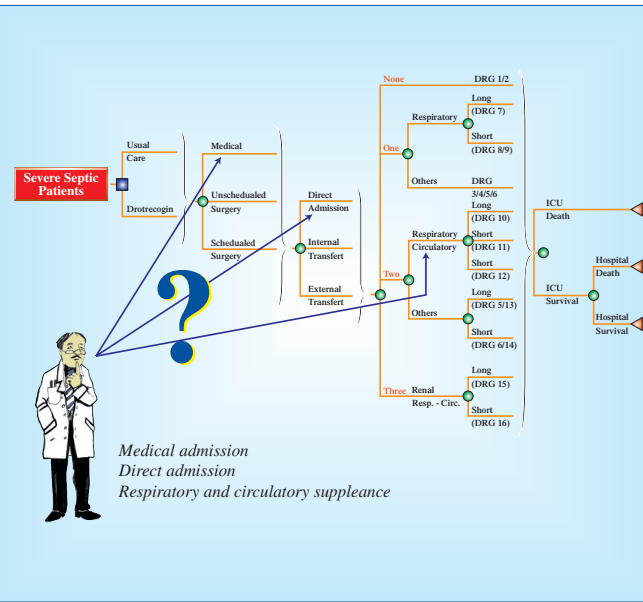 Severe Septic
Patients
Usual
Care
Drotrecogin
Medical
Unschedualed
Surgery
Schedualed
Surgery
Direct
Admission
Internal
Transfert
External
Transfert
None
DRG 1/2
One
Respiratory
Long
(DRG 7)
Short
(DRG 8/9)
Others
DRG
3/4/5/6
Two
Respiratory
Circulatory
Long
(DRG 10)
Short
(DRG 11)
Short
(DRG 12)
Others
Long
(DRG 5/13)
Short
(DRG 6/14)
Three
Renal
Resp. - Circ.
Long
(DRG 15)
Short
(DRG 16)
ICU
Death
ICU
Survival
Hospital
Death
Hospital
Survival
?
Medical admission
Direct admission
Respiratory and circulatory suppleance